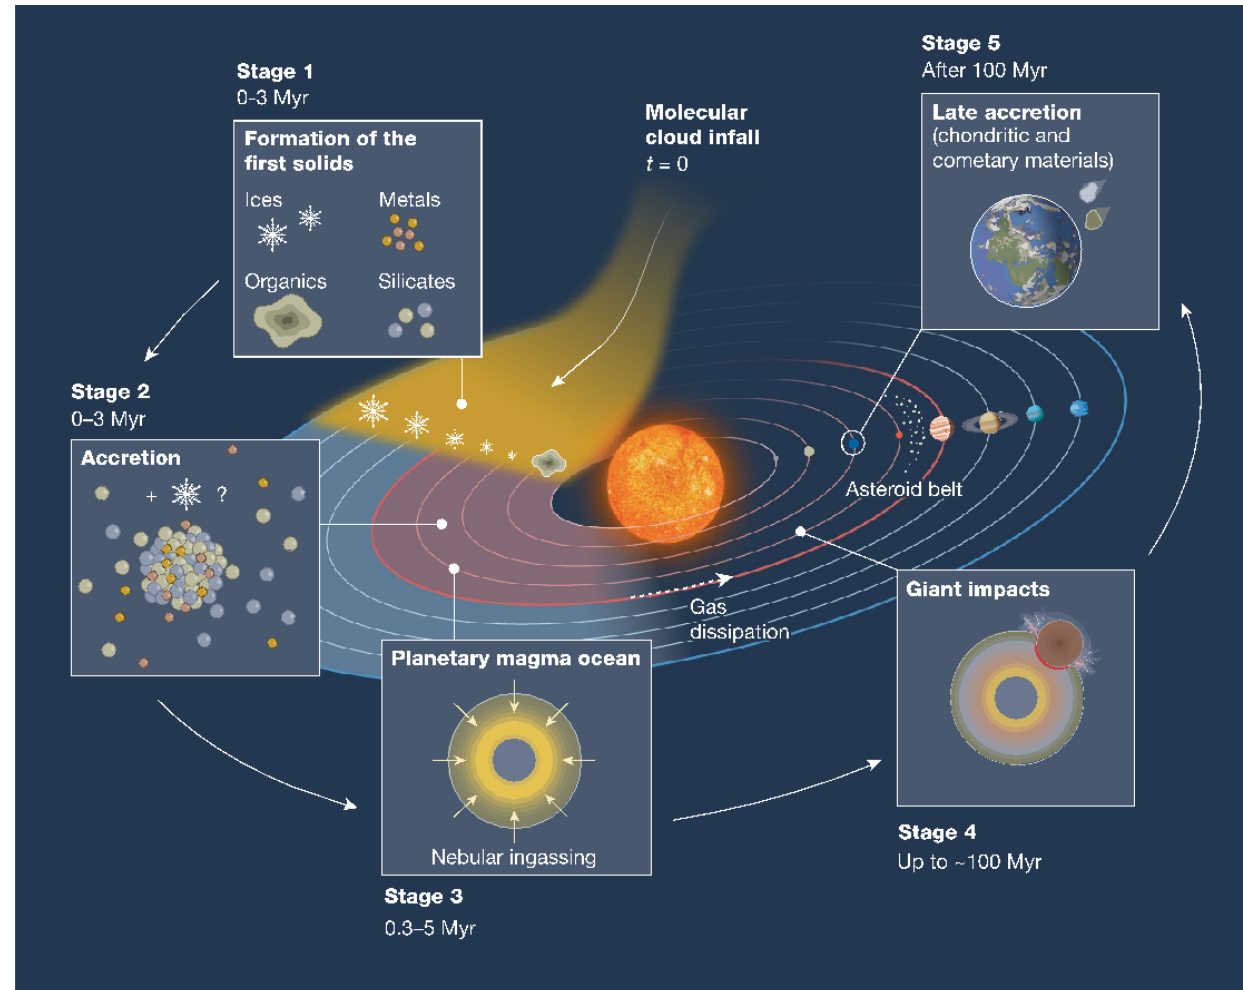 Stage 1
0-3 Myr
Formation of the
first solids
Ices
Metals
Organics
Silicates
Molecular
cloud infall
t = 0
Stage 5
After 100 Myr
Late accretion
(chondritic and
cometary materials)
Stage 2
0–3 Myr
Accretion
+ ?
Asteroid belt
Gas
dissipation
Planetary magma ocean
Nebular ingassing
Stage 3
0.3–5 Myr
Giant impacts
Stage 4
Up to ~100 Myr